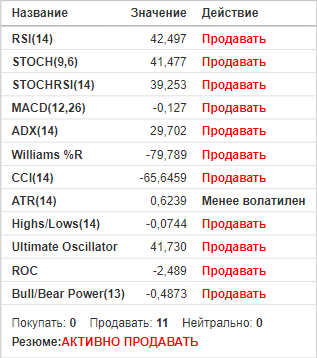 Название Значение Действие
RSI(14) 42,497 Продавать
STOCH(9,6) 41,477 Продавать
STOCHRSI(14) 39,253 Продавать
MACD(12,26) -0,127 Продавать
ADX(14) 29,702 Продавать
Williams %R -79,789 Продавать
CCI(14) -65,6459 Продавать
ATR(14) 0,6239 Менее волатилен
Highs/Lows(14) -0,0744 Продавать
Ultimate Oscillator 41,730 Продавать
ROC -2,489 Продавать
Bull/Bear Power(13) -0,4873 Продавать
Покупать: 0 Продавать: 11 Нейтрально: 0
Резюме:АКТИВНО ПРОДАВАТЬ